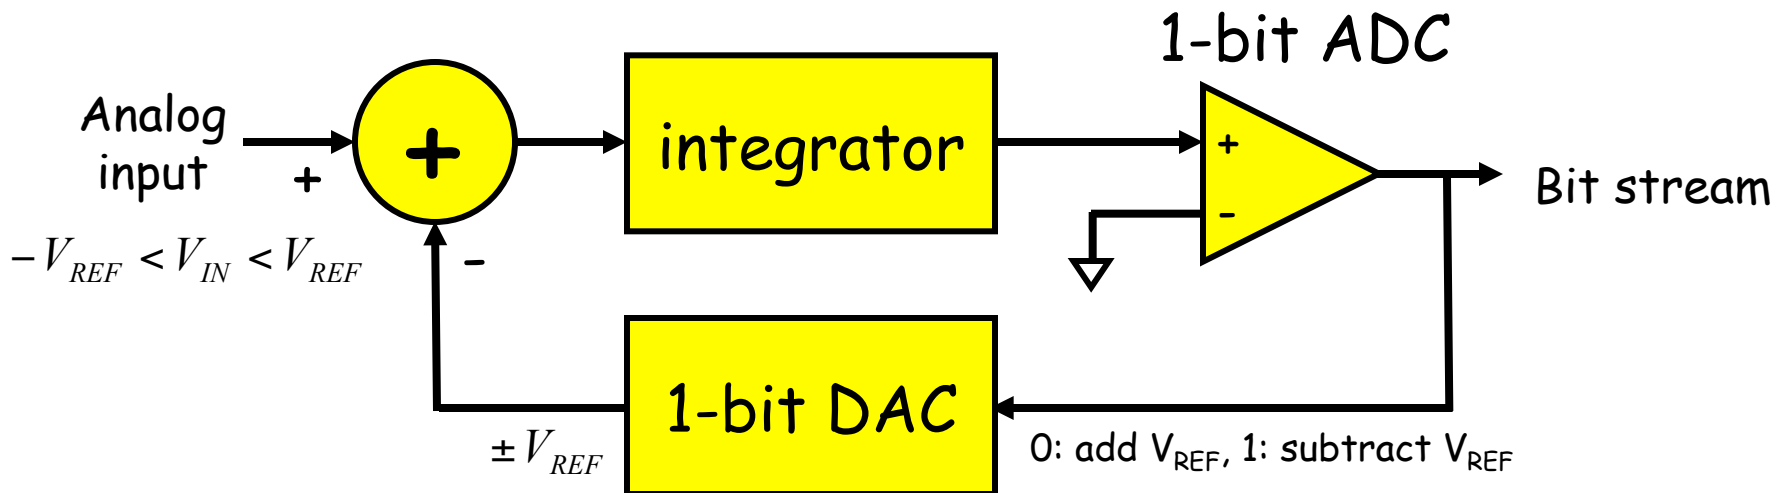 1-bit ADC
Analog
input
+
+
-
-V_REF < V_IN < V_REF
integrator
+
-
Bit stream
1-bit DAC
± V_REF
0: add V_REF, 1: subtract V_REF